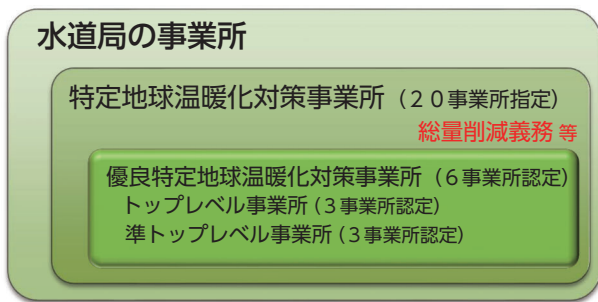 水道局の事業所
特定地球温暖化対策事業所（２０事業所指定）
総量削減義務 等
優良特定地球温暖化対策事業所（６事業所認定）
トップレベル事業所（３事業所認定）
準トップレベル事業所（３事業所認定）